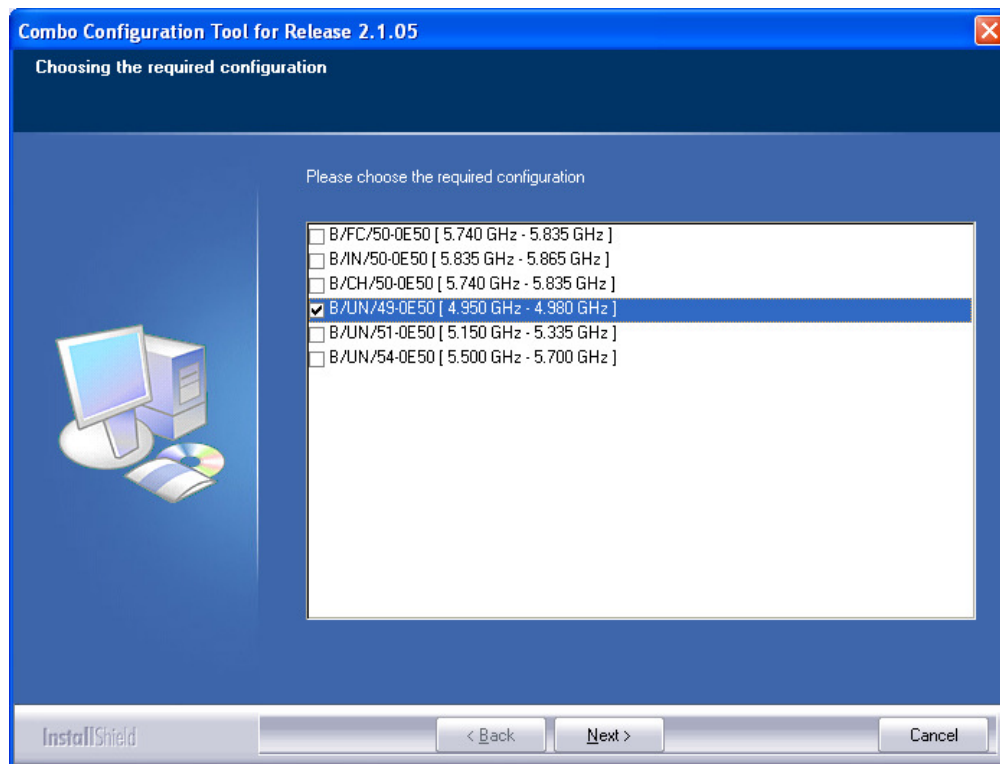 Combo Configuration Tool for Release 2.1.05
Choosing the required configuration
Please choose the required configuration
B/FC/50-0E50 [ 5.740 GHz - 5.835 GHz ]
B/IN/50-0E50 [ 5.835 GHz - 5.865 GHz ]
B/CH/50-0E50 [ 5.740 GHz - 5.835 GHz ]
B/UN/49-0E50 [ 4.950 GHz - 4.980 GHz ]
B/UN/51-0E50 [ 5.150 GHz - 5.335 GHz ]
B/UN/54-0E50 [ 5.500 GHz - 5.700 GHz ]
InstallShield
< Back
Next >
Cancel